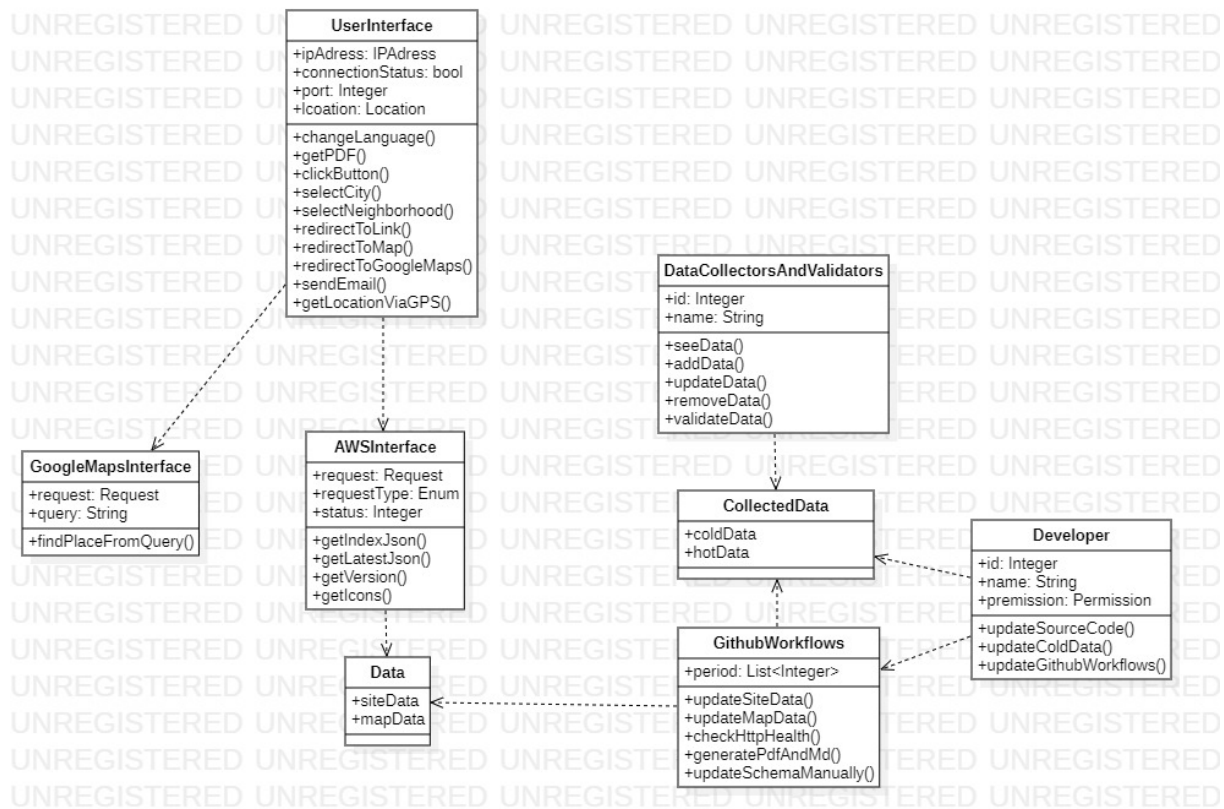 UserInterface
+ipAdress: IPAdress
+connectionStatus: bool
+port: Integer
+lcoation: Location
+changeLanguage()
+getPDF()
+clickButton()
+selectCity()
+selectNeighborhood()
+redirectToLink()
+redirectToMap()
+redirectToGoogleMaps()
+sendEmail()
+getLocationViaGPS()
DataCollectorsAndValidators
+id: Integer
+name: String
+seeData()
+addData()
+updateData()
+removeData()
+validateData()
GoogleMapsInterface
+request: Request
+query: String
+findPlaceFromQuery()
AWSInterface
+request: Request
+requestType: Enum
+status: Integer
+getIndexJson()
+getLatestJson()
+getVersion()
+getIcons()
CollectedData
+coldData
+hotData
Developer
+id: Integer
+name: String
+premission: Permission
+updateSourceCode()
+updateColdData()
+updateGithubWorkflows()
GithubWorkflows
+period: List<Integer>
+updateSiteData()
+updateMapData()
+checkHttpHealth()
+generatePdfAndMd()
+updateSchemaManually()
Data
+siteData
+mapData
UNREGISTERED